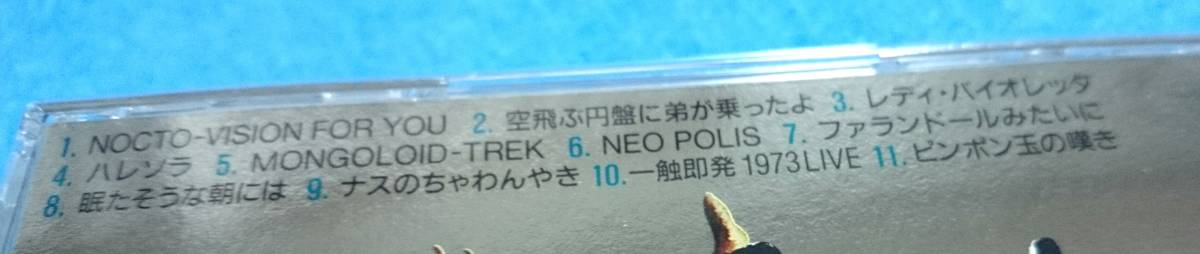 1. NOCTO-VISION FOR YOU 2. 空飛ぶ円盤に弟が乗ったよ 3. レディ・バイオレッタ
4. ハレソラ 5. MONGOLOID-TREK 6. NEO POLIS 7. ファランドールみたいに
8. 眠たそうな朝には 9. ナスのちゃわんやき 10. 一触即発 1973 LIVE 11. ピンポン玉の嘆き